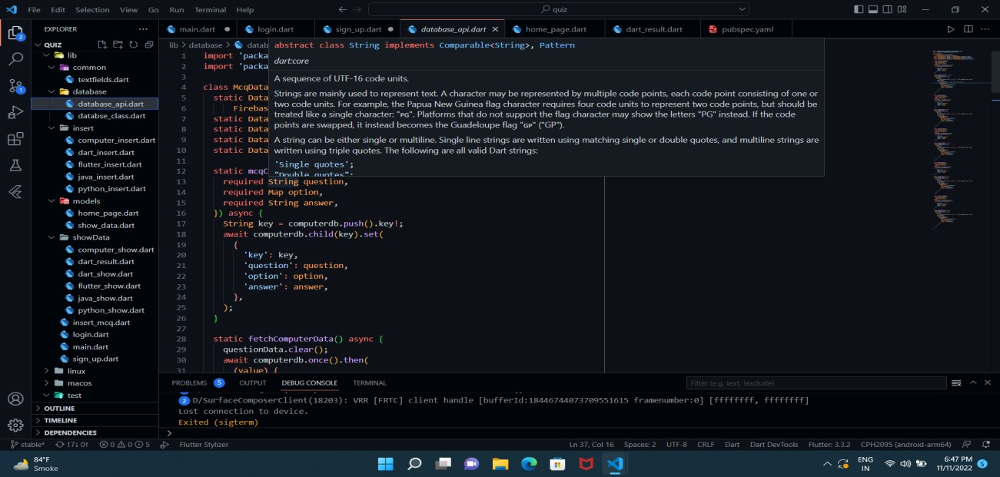 File Edit Selection View Go Run Terminal Help
quiz
EXPLORER
main.dart
login.dart
sign_up.dart
database_api.dart
home_page.dart
dart_result.dart
pubspec.yaml
QUIZ
lib
common
textfields.dart
database
database_api.dart
databse_class.dart
insert
computer_insert.dart
dart_insert.dart
flutter_insert.dart
java_insert.dart
python_insert.dart
models
home_page.dart
show_data.dart
showData
computer_show.dart
dart_result.dart
dart_show.dart
flutter_show.dart
java_show.dart
python_show.dart
insert_mcq.dart
login.dart
main.dart
sign_up.dart
linux
macos
test
OUTLINE
TIMELINE
DEPENDENCIES
lib > database > datab
abstract class String implements Comparable<String>, Pattern
dart:core
A sequence of UTF-16 code units.
Strings are mainly used to represent text. A character may be represented by multiple code points, each code point consisting of one or
two code units. For example, the Papua New Guinea flag character requires four code units to represent two code points, but should be
treated like a single character: "PG". Platforms that do not support the flag character may show the letters "PG" instead. If the code
points are swapped, it instead becomes the Guadeloupe flag "GP" ("GP").
A string can be either single or multiline. Single line strings are written using matching single or double quotes, and multiline strings are
written using triple quotes. The following are all valid Dart strings:
'Single quotes';
"Double quotes";
1 import 'packa
2 import 'packa
3
4 class McqData
5 static Data
6 Firebas
7 static Data
8 static Data
9 static Data
10 static Data
11
12 static mcqC
13 required String question,
14 required Map option,
15 required String answer,
16 }) async {
17 String key = computerdb.push().key!;
18 await computerdb.child(key).set(
19 {
20 'key': key,
21 'question': question,
22 'option': option,
23 'answer': answer,
24 },
25 );
26 }
27
28 static fetchComputerData() async {
29 questionData.clear();
30 await computerdb.once().then(
31 (value) {
PROBLEMS 5 OUTPUT DEBUG CONSOLE TERMINAL
Filter (e.g. text, !exclude)
2 D/SurfaceComposerClient(18203): VRR [FRTC] client handle [bufferId:18446744073709551615 framenumber:0] [ffffffff, ffffffff]
Lost connection to device.
Exited (sigterm)
>
stable* 17↓ 0↑ 0 0 5 Flutter Stylizer
Ln 37, Col 16 Spaces: 2 UTF-8 CRLF Dart Dart DevTools Flutter: 3.3.2 CPH2095 (android-arm64)
84°F
Smoke
ENG
IN
6:47 PM
11/11/2022
5